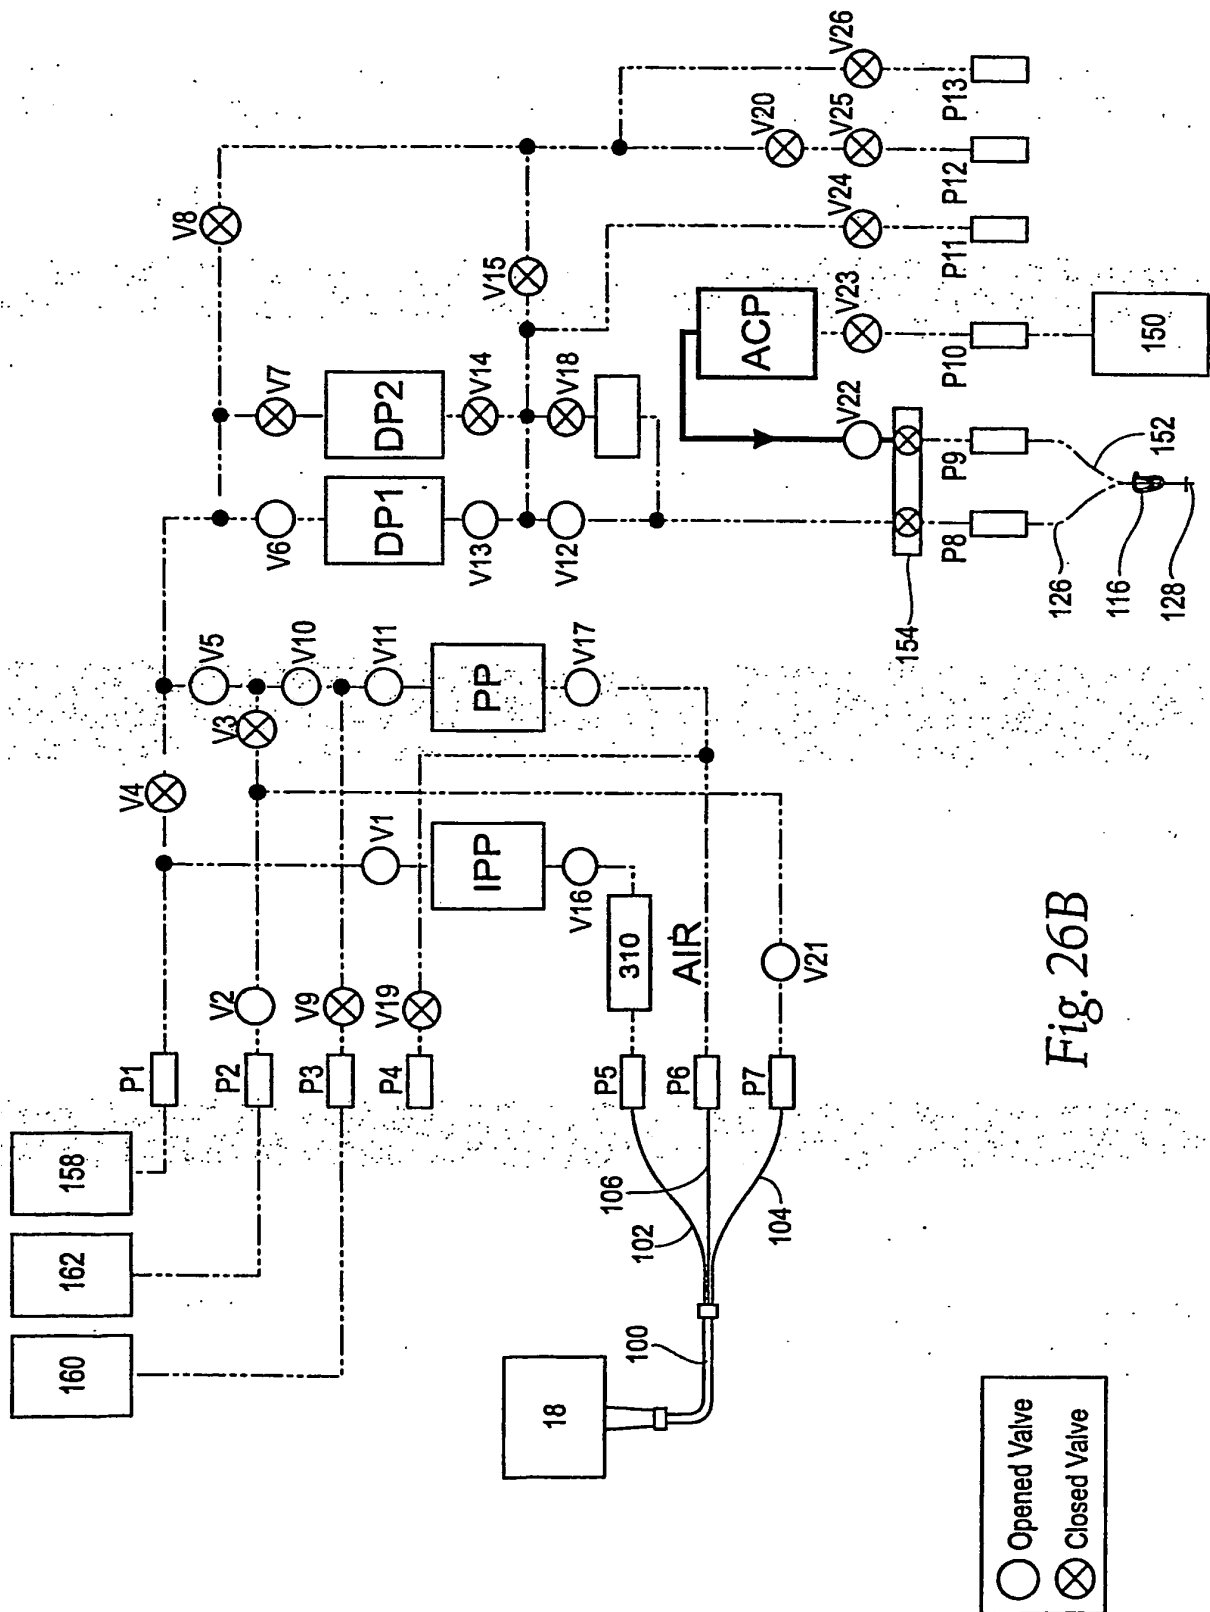 160
162
158
P1
P2
P3
P4
V2
V9
V19
V4
V3
V5
V10
V11
V1
PP
IPP
V17
V16
310
AIR
P5
P6
P7
V21
102
106
104
100
18
V8
V7
V6
DP2
DP1
V14
V13
V15
V18
V12
ACP
V20
V26
V25
V24
V23
V22
154
P13
P12
P11
P10
P9
P8
150
152
126
116
128
Fig. 26B
Opened Valve
Closed Valve